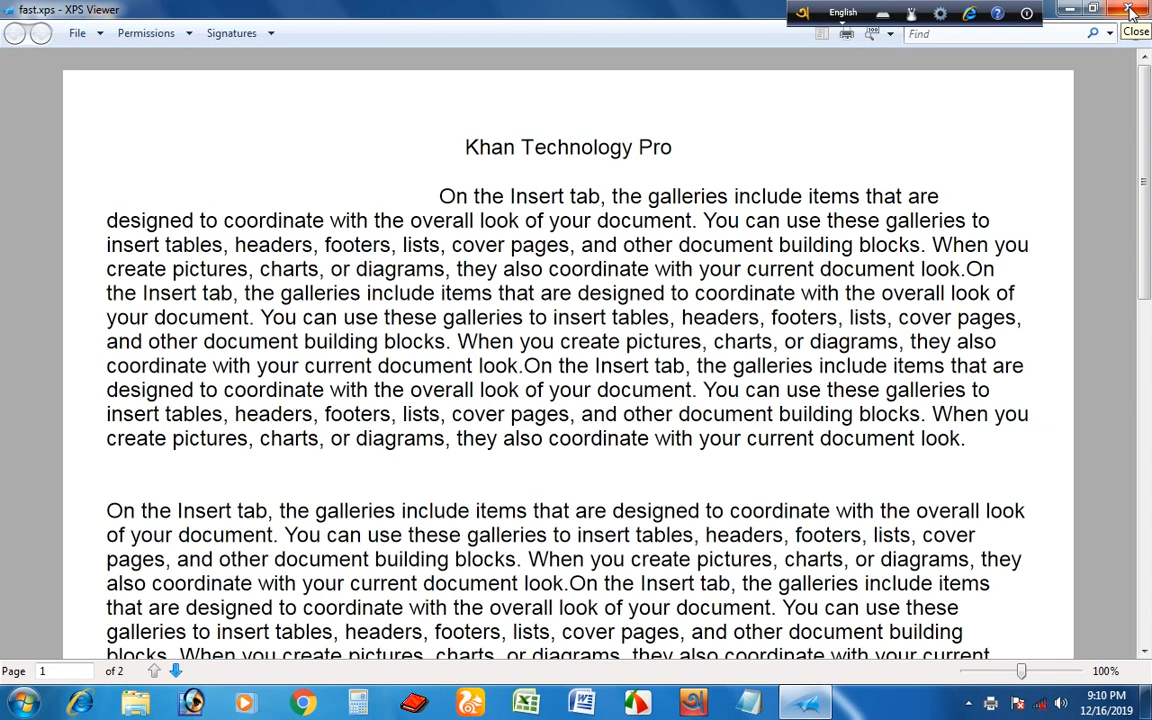 fast.xps - XPS Viewer
English
Close
File Permissions Signatures
Find
Khan Technology Pro
On the Insert tab, the galleries include items that are
designed to coordinate with the overall look of your document. You can use these galleries to
insert tables, headers, footers, lists, cover pages, and other document building blocks. When you
create pictures, charts, or diagrams, they also coordinate with your current document look.On
the Insert tab, the galleries include items that are designed to coordinate with the overall look of
your document. You can use these galleries to insert tables, headers, footers, lists, cover pages,
and other document building blocks. When you create pictures, charts, or diagrams, they also
coordinate with your current document look.On the Insert tab, the galleries include items that are
designed to coordinate with the overall look of your document. You can use these galleries to
insert tables, headers, footers, lists, cover pages, and other document building blocks. When you
create pictures, charts, or diagrams, they also coordinate with your current document look.
On the Insert tab, the galleries include items that are designed to coordinate with the overall look
of your document. You can use these galleries to insert tables, headers, footers, lists, cover
pages, and other document building blocks. When you create pictures, charts, or diagrams, they
also coordinate with your current document look.On the Insert tab, the galleries include items
that are designed to coordinate with the overall look of your document. You can use these
galleries to insert tables, headers, footers, lists, cover pages, and other document building
blocks. When you create pictures, charts, or diagrams, they also coordinate with your current
Page 1 of 2 100%
9:10 PM
12/16/2019